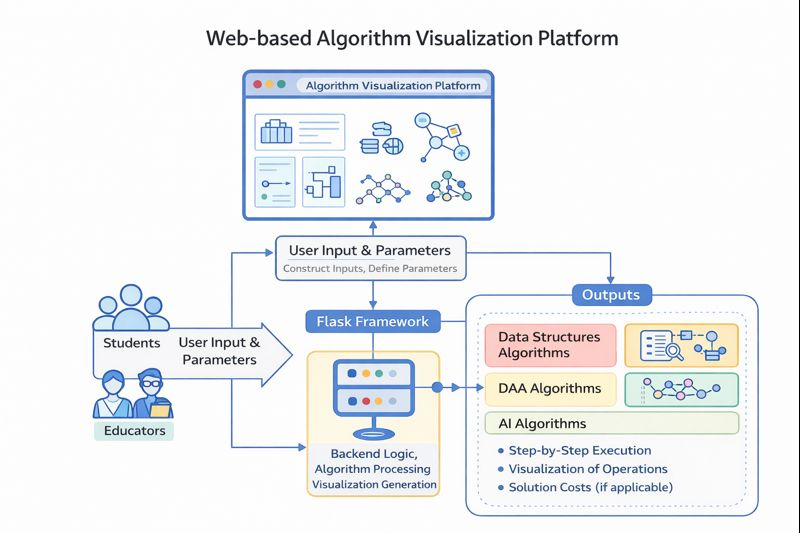 Web-based Algorithm Visualization Platform
Algorithm Visualization Platform
User Input & Parameters
Construct Inputs, Define Parameters
Students
User Input &
Parameters
Educators
Flask Framework
Backend Logic,
Algorithm Processing
Visualization Generation
Outputs
Data Structures
Algorithms
DAA Algorithms
AI Algorithms
• Step-by-Step Execution
• Visualization of Operations
• Solution Costs (if applicable)